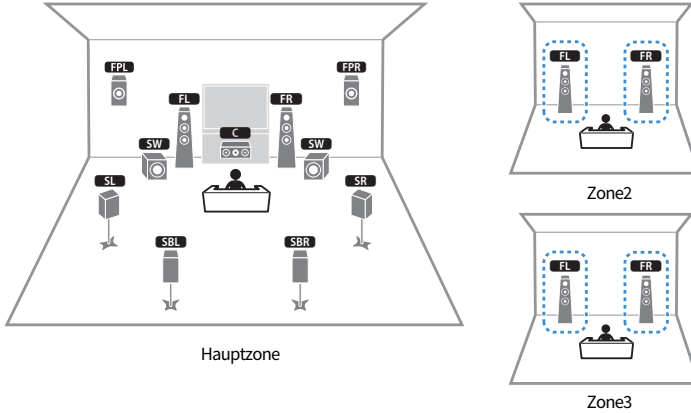 FPL FPR
FL FR
C
SW SW
SL SR
SBL SBR
Hauptzone
FL FR
Zone2
FL FR
Zone3